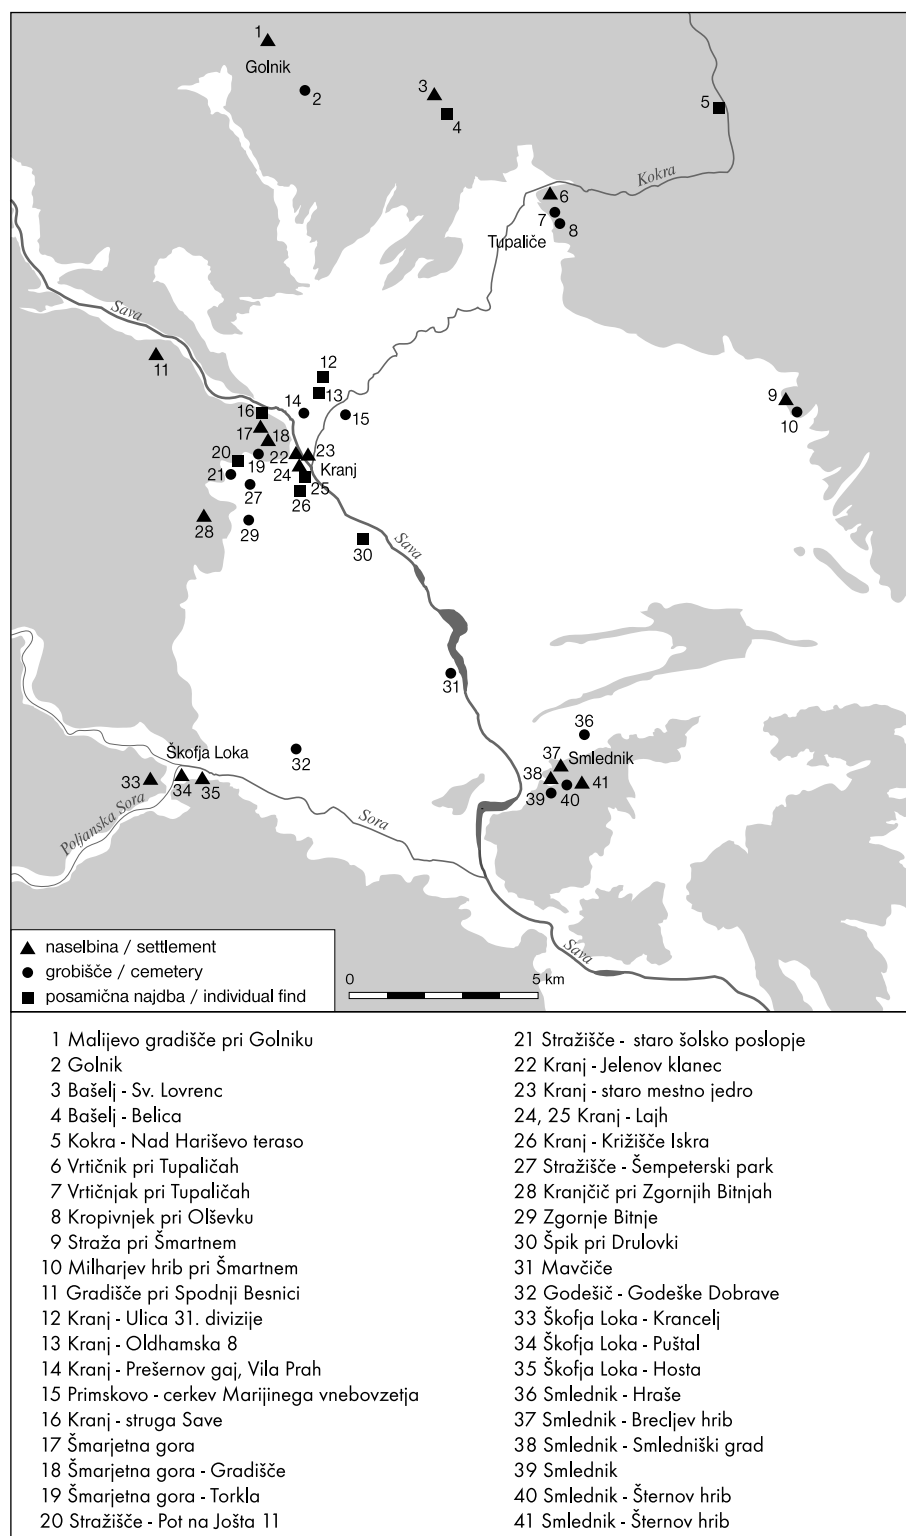 1
Golnik
2
3
4
5
Kokra
6
7
8
Tupaliče
Sava
11
12
13
14
15
9
10
16
17
18
19
20
21
22
23
24
Kranj
25
26
27
28
29
30
Sava
31
32
36
37
Smlednik
38
39
40
41
Škofja Loka
33
34
35
Poljanska Sora
Sora
Sava
naselbina / settlement
grobišče / cemetery
posamična najdba / individual find
0 5 km
1 Malijevo gradišče pri Golniku
2 Golnik
3 Bašelj - Sv. Lovrenc
4 Bašelj - Belica
5 Kokra - Nad Hariševo teraso
6 Vrtičnik pri Tupaličah
7 Vrtičnjak pri Tupaličah
8 Kropivnjek pri Olševku
9 Straža pri Šmartnem
10 Milharjev hrib pri Šmartnem
11 Gradišče pri Spodnji Besnici
12 Kranj - Ulica 31. divizije
13 Kranj - Oldhamska 8
14 Kranj - Prešernov gaj, Vila Prah
15 Primskovo - cerkev Marijinega vnebovzetja
16 Kranj - struga Save
17 Šmarjetna gora
18 Šmarjetna gora - Gradišče
19 Šmarjetna gora - Torkla
20 Stražišče - Pot na Jošta 11
21 Stražišče - staro šolsko poslopje
22 Kranj - Jelenov klanec
23 Kranj - staro mestno jedro
24, 25 Kranj - Lajh
26 Kranj - Križišče Iskra
27 Stražišče - Šempeterski park
28 Kranjčič pri Zgornjih Bitnjah
29 Zgornje Bitnje
30 Špik pri Drulovki
31 Mavčiče
32 Godešič - Godeške Dobrave
33 Škofja Loka - Krancelj
34 Škofja Loka - Puštal
35 Škofja Loka - Hosta
36 Smlednik - Hraše
37 Smlednik - Brecljev hrib
38 Smlednik - Smledniški grad
39 Smlednik
40 Smlednik - Šternov hrib
41 Smlednik - Šternov hrib